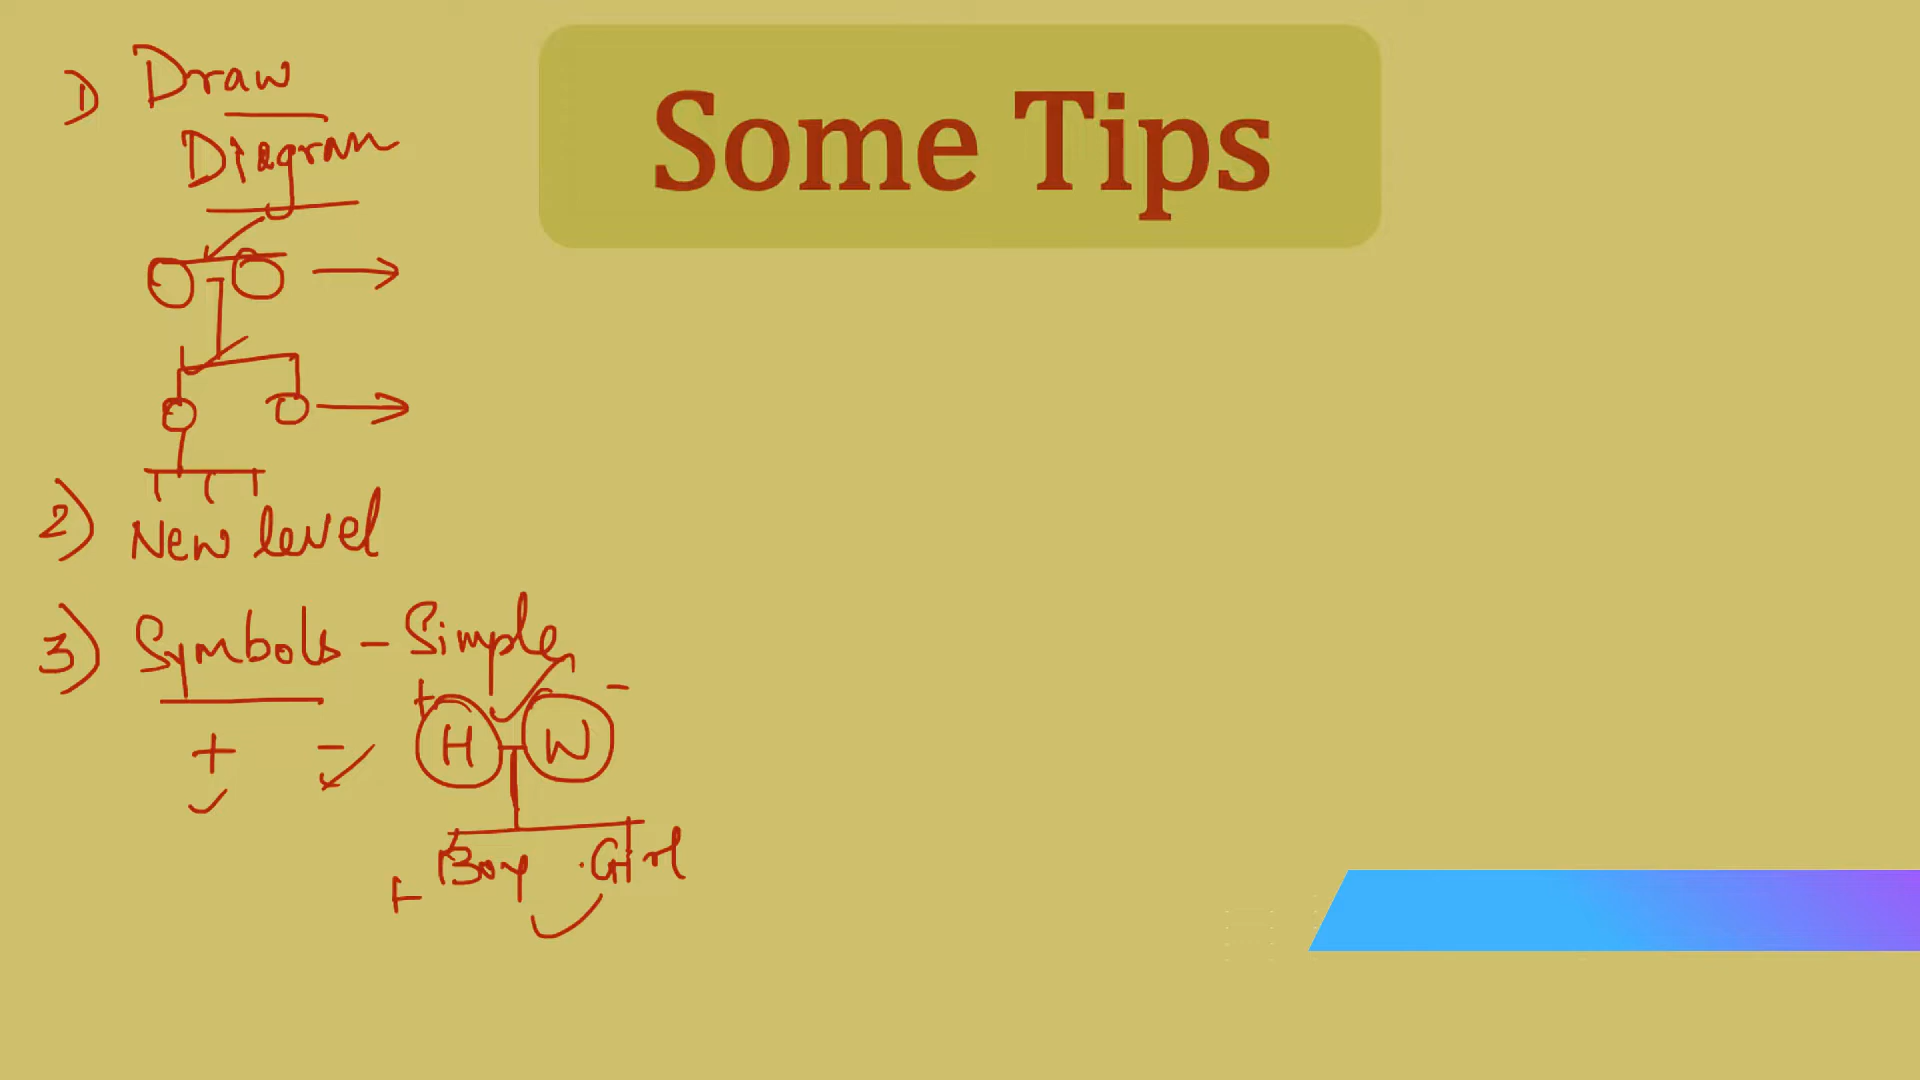 Some Tips
1) Draw
Diagram
2) New level
3) Symbols - Simple
+ -
+ H W -
+ Boy Girl